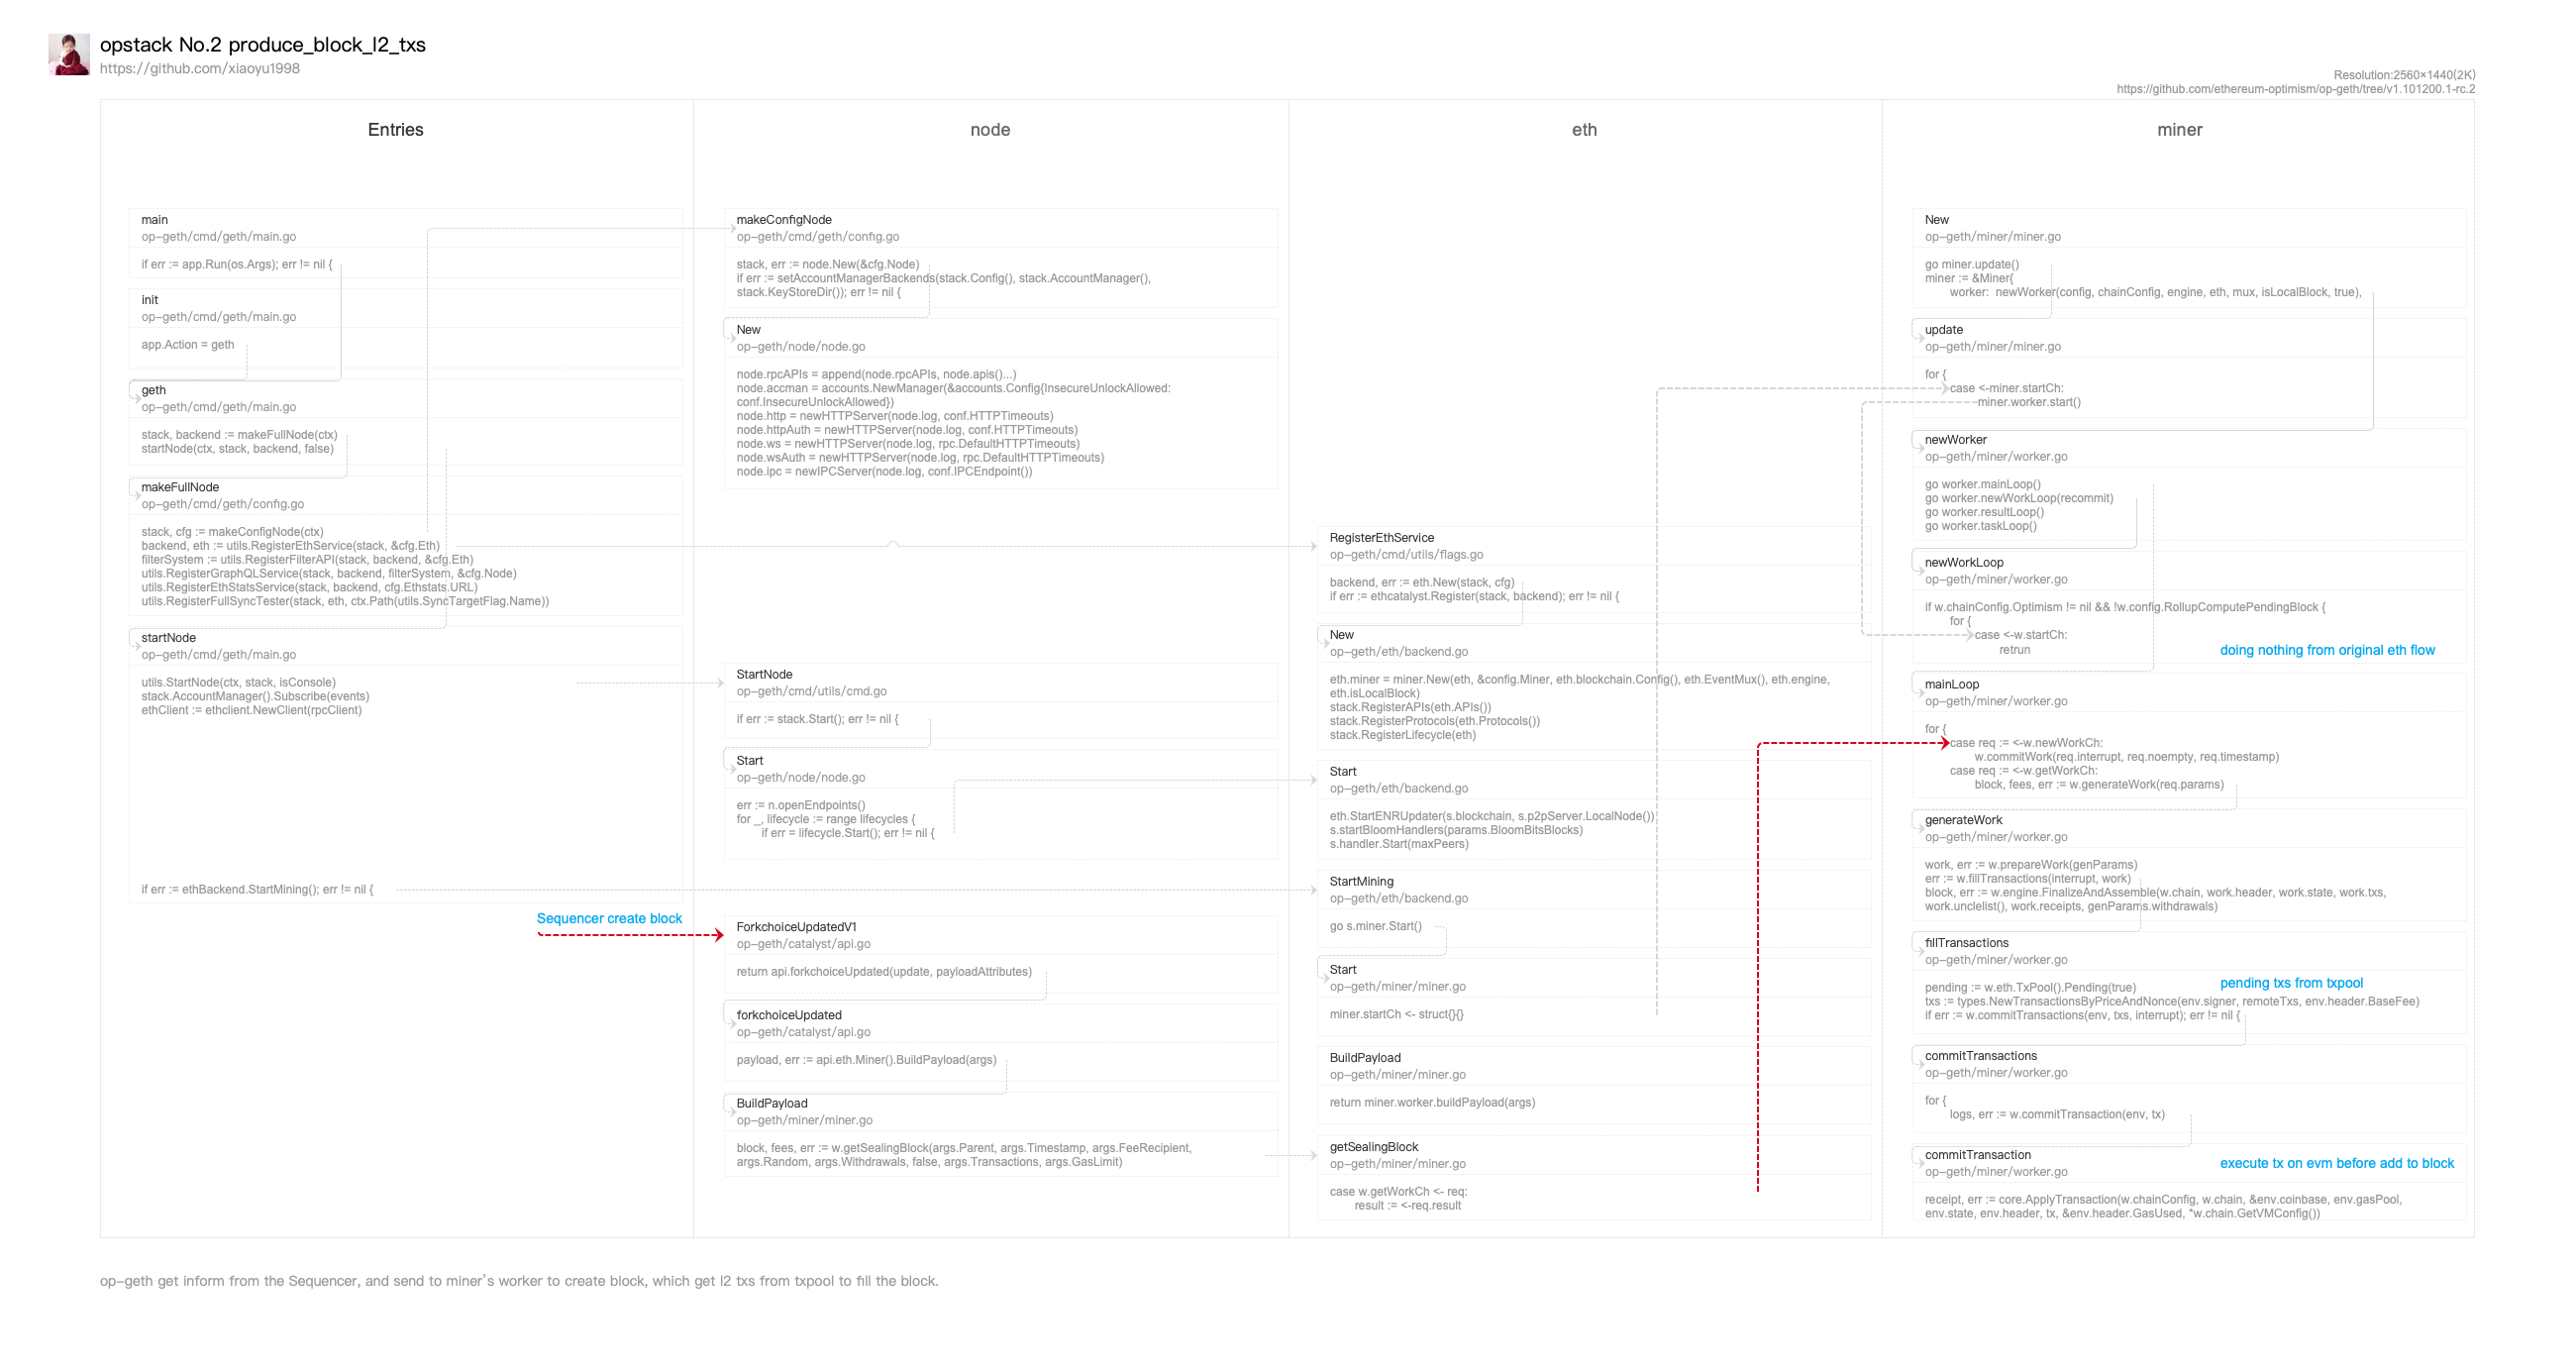 opstack No.2 produce_block_l2_txs
https://github.com/xiaoyu1998
Resolution:2560×1440(2K)
https://github.com/ethereum-optimism/op-geth/tree/v1.101200.1-rc.2
Entries
main
op-geth/cmd/geth/main.go
if err := app.Run(os.Args); err != nil {
init
op-geth/cmd/geth/main.go
app.Action = geth
geth
op-geth/cmd/geth/main.go
stack, backend := makeFullNode(ctx)
startNode(ctx, stack, backend, false)
makeFullNode
op-geth/cmd/geth/config.go
stack, cfg := makeConfigNode(ctx)
backend, eth := utils.RegisterEthService(stack, &cfg.Eth)
filterSystem := utils.RegisterFilterAPI(stack, backend, &cfg.Eth)
utils.RegisterGraphQLService(stack, backend, filterSystem, &cfg.Node)
utils.RegisterEthStatsService(stack, backend, cfg.Ethstats.URL)
utils.RegisterFullSyncTester(stack, eth, ctx.Path(utils.SyncTargetFlag.Name))
startNode
op-geth/cmd/geth/main.go
utils.StartNode(ctx, stack, isConsole)
stack.AccountManager().Subscribe(events)
ethClient := ethclient.NewClient(rpcClient)
if err := ethBackend.StartMining(); err != nil {
Sequencer create block
node
makeConfigNode
op-geth/cmd/geth/config.go
stack, err := node.New(&cfg.Node)
if err := setAccountManagerBackends(stack.Config(), stack.AccountManager(),
stack.KeyStoreDir()); err != nil {
New
op-geth/node/node.go
node.rpcAPIs = append(node.rpcAPIs, node.apis()...)
node.accman = accounts.NewManager(&accounts.Config{InsecureUnlockAllowed:
conf.InsecureUnlockAllowed})
node.http = newHTTPServer(node.log, conf.HTTPTimeouts)
node.httpAuth = newHTTPServer(node.log, conf.HTTPTimeouts)
node.ws = newHTTPServer(node.log, rpc.DefaultHTTPTimeouts)
node.wsAuth = newHTTPServer(node.log, rpc.DefaultHTTPTimeouts)
node.ipc = newIPCServer(node.log, conf.IPCEndpoint())
StartNode
op-geth/cmd/utils/cmd.go
if err := stack.Start(); err != nil {
Start
op-geth/node/node.go
err := n.openEndpoints()
for _, lifecycle := range lifecycles {
if err = lifecycle.Start(); err != nil {
ForkchoiceUpdatedV1
op-geth/catalyst/api.go
return api.forkchoiceUpdated(update, payloadAttributes)
forkchoiceUpdated
op-geth/catalyst/api.go
payload, err := api.eth.Miner().BuildPayload(args)
BuildPayload
op-geth/miner/miner.go
block, fees, err := w.getSealingBlock(args.Parent, args.Timestamp, args.FeeRecipient,
args.Random, args.Withdrawals, false, args.Transactions, args.GasLimit)
eth
RegisterEthService
op-geth/cmd/utils/flags.go
backend, err := eth.New(stack, cfg)
if err := ethcatalyst.Register(stack, backend); err != nil {
New
op-geth/eth/backend.go
eth.miner = miner.New(eth, &config.Miner, eth.blockchain.Config(), eth.EventMux(), eth.engine,
eth.isLocalBlock)
stack.RegisterAPIs(eth.APIs())
stack.RegisterProtocols(eth.Protocols())
stack.RegisterLifecycle(eth)
Start
op-geth/eth/backend.go
eth.StartENRUpdater(s.blockchain, s.p2pServer.LocalNode())
s.startBloomHandlers(params.BloomBitsBlocks)
s.handler.Start(maxPeers)
StartMining
op-geth/eth/backend.go
go s.miner.Start()
Start
op-geth/miner/miner.go
miner.startCh <- struct{}{}
BuildPayload
op-geth/miner/miner.go
return miner.worker.buildPayload(args)
getSealingBlock
op-geth/miner/miner.go
case w.getWorkCh <- req:
result := <-req.result
miner
New
op-geth/miner/miner.go
go miner.update()
miner := &Miner{
worker: newWorker(config, chainConfig, engine, eth, mux, isLocalBlock, true),
update
op-geth/miner/miner.go
for {
case <-miner.startCh:
miner.worker.start()
newWorker
op-geth/miner/worker.go
go worker.mainLoop()
go worker.newWorkLoop(recommit)
go worker.resultLoop()
go worker.taskLoop()
newWorkLoop
op-geth/miner/worker.go
if w.chainConfig.Optimism != nil && !w.config.RollupComputePendingBlock {
for {
case <-w.startCh:
retrun
doing nothing from original eth flow
mainLoop
op-geth/miner/worker.go
for {
case req := <-w.newWorkCh:
w.commitWork(req.interrupt, req.noempty, req.timestamp)
case req := <-w.getWorkCh:
block, fees, err := w.generateWork(req.params)
generateWork
op-geth/miner/worker.go
work, err := w.prepareWork(genParams)
err := w.fillTransactions(interrupt, work)
block, err := w.engine.FinalizeAndAssemble(w.chain, work.header, work.state, work.txs,
work.unclelist(), work.receipts, genParams.withdrawals)
fillTransactions
op-geth/miner/worker.go
pending txs from txpool
pending := w.eth.TxPool().Pending(true)
txs := types.NewTransactionsByPriceAndNonce(env.signer, remoteTxs, env.header.BaseFee)
if err := w.commitTransactions(env, txs, interrupt); err != nil {
commitTransactions
op-geth/miner/worker.go
for {
logs, err := w.commitTransaction(env, tx)
commitTransaction
op-geth/miner/worker.go
execute tx on evm before add to block
receipt, err := core.ApplyTransaction(w.chainConfig, w.chain, &env.coinbase, env.gasPool,
env.state, env.header, tx, &env.header.GasUsed, *w.chain.GetVMConfig())
op-geth get inform from the Sequencer, and send to miner's worker to create block, which get l2 txs from txpool to fill the block.